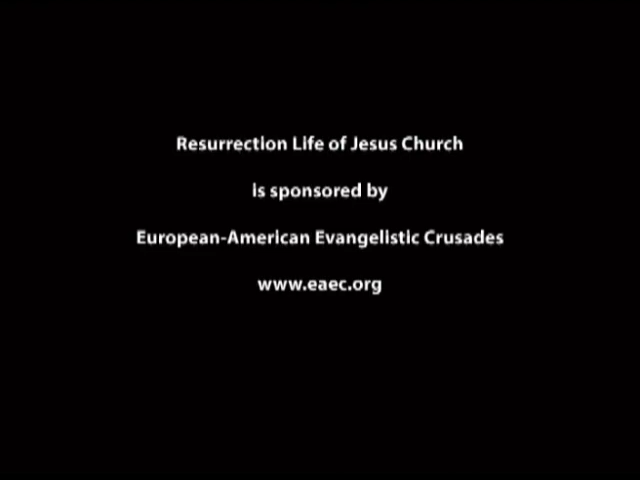 Resurrection Life of Jesus Church
is sponsored by
European-American Evangelistic Crusades
www.eaec.org